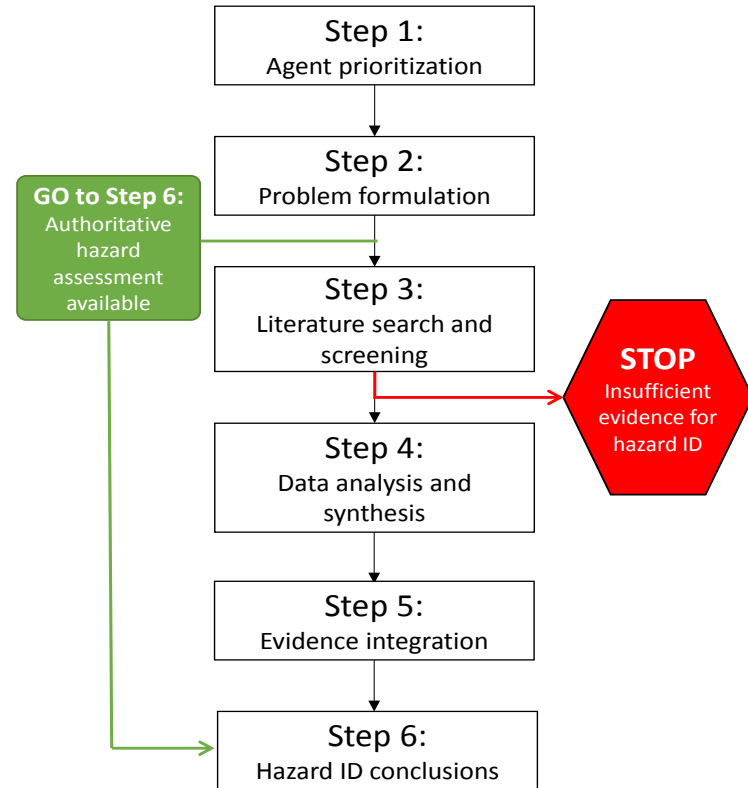 Step 1:
Agent prioritization
Step 2:
Problem formulation
GO to Step 6:
Authoritative
hazard
assessment
available
Step 3:
Literature search and
screening
STOP
Insufficient
evidence for
hazard ID
Step 4:
Data analysis and
synthesis
Step 5:
Evidence integration
Step 6:
Hazard ID conclusions